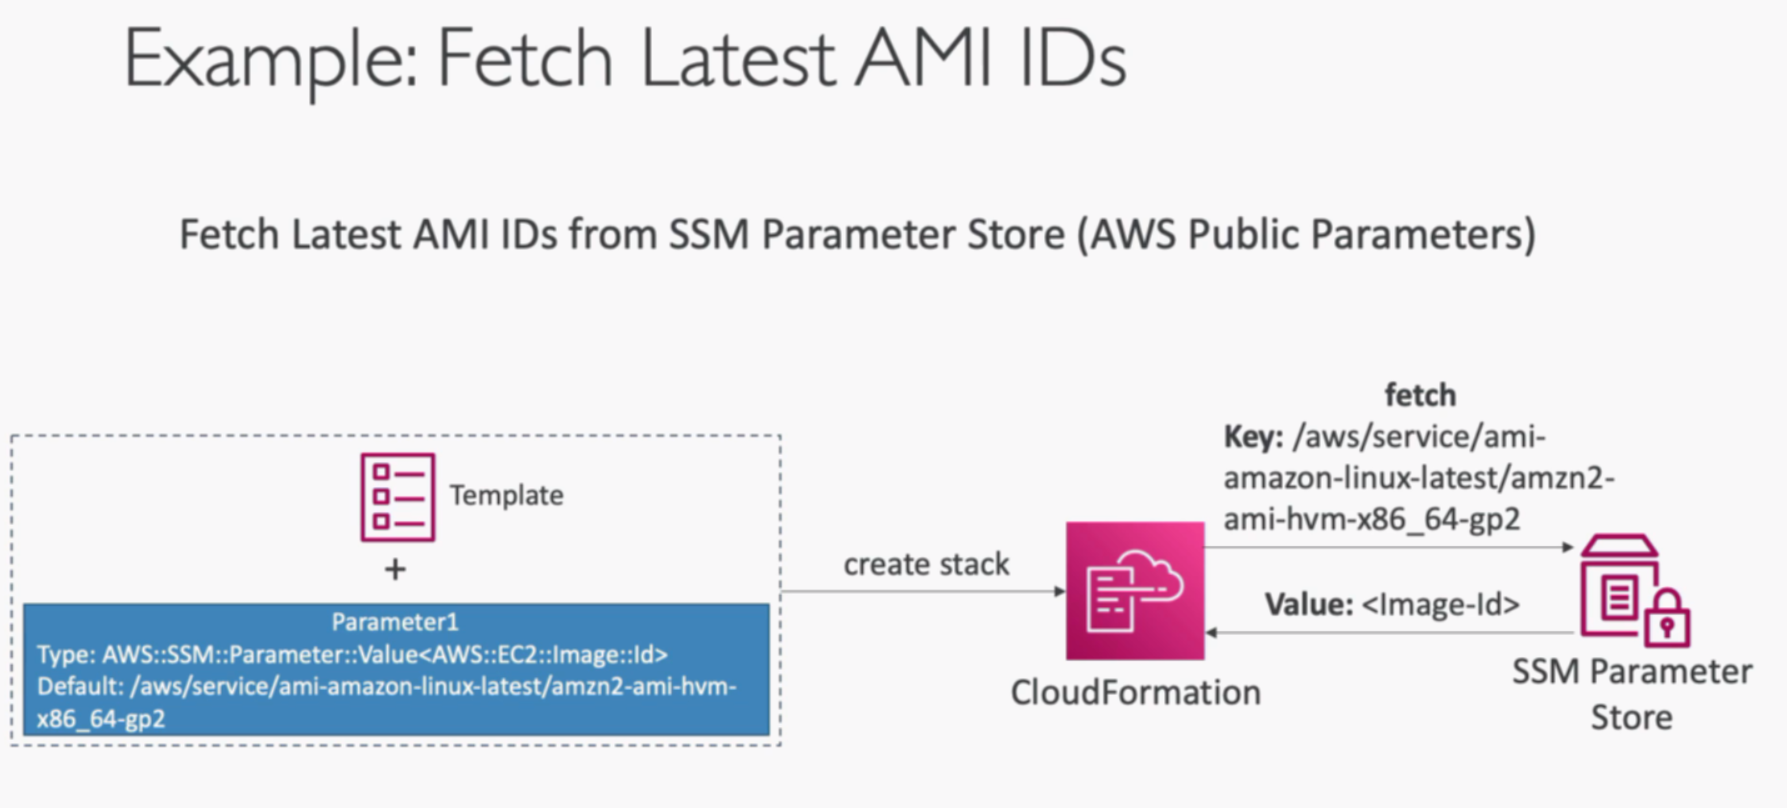 Example: Fetch Latest AMI IDs
Fetch Latest AMI IDs from SSM Parameter Store (AWS Public Parameters)
Template
+
Parameter1
Type: AWS::SSM::Parameter::Value<AWS::EC2::Image::Id>
Default: /aws/service/ami-amazon-linux-latest/amzn2-ami-hvm-
x86_64-gp2
create stack
CloudFormation
fetch
Key: /aws/service/ami-
amazon-linux-latest/amzn2-
ami-hvm-x86_64-gp2
Value: <Image-Id>
SSM Parameter
Store